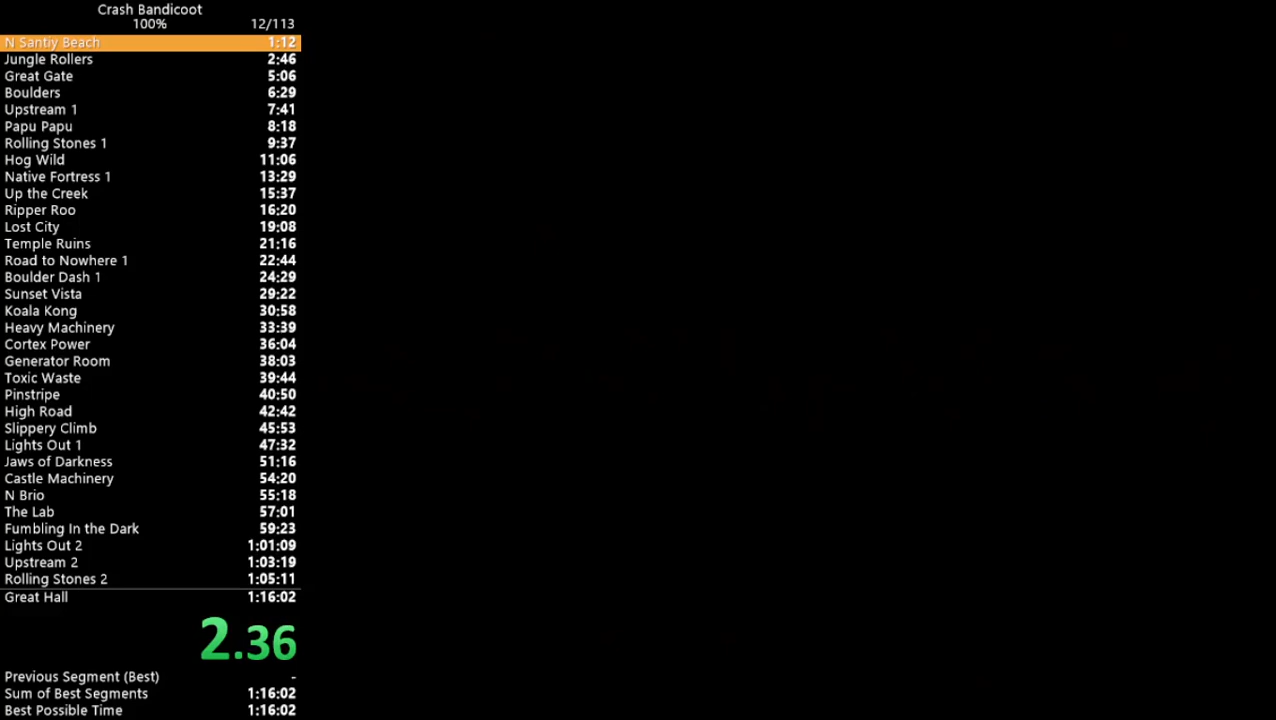 Crash Bandicoot
100% 12/113
N Santiy Beach 1:12
Jungle Rollers 2:46
Great Gate 5:06
Boulders 6:29
Upstream 1 7:41
Papu Papu 8:18
Rolling Stones 1 9:37
Hog Wild 11:06
Native Fortress 1 13:29
Up the Creek 15:37
Ripper Roo 16:20
Lost City 19:08
Temple Ruins 21:16
Road to Nowhere 1 22:44
Boulder Dash 1 24:29
Sunset Vista 29:22
Koala Kong 30:58
Heavy Machinery 33:39
Cortex Power 36:04
Generator Room 38:03
Toxic Waste 39:44
Pinstripe 40:50
High Road 42:42
Slippery Climb 45:53
Lights Out 1 47:32
Jaws of Darkness 51:16
Castle Machinery 54:20
N Brio 55:18
The Lab 57:01
Fumbling In the Dark 59:23
Lights Out 2 1:01:09
Upstream 2 1:03:19
Rolling Stones 2 1:05:11
Great Hall 1:16:02
2.36
Previous Segment (Best) -
Sum of Best Segments 1:16:02
Best Possible Time 1:16:02